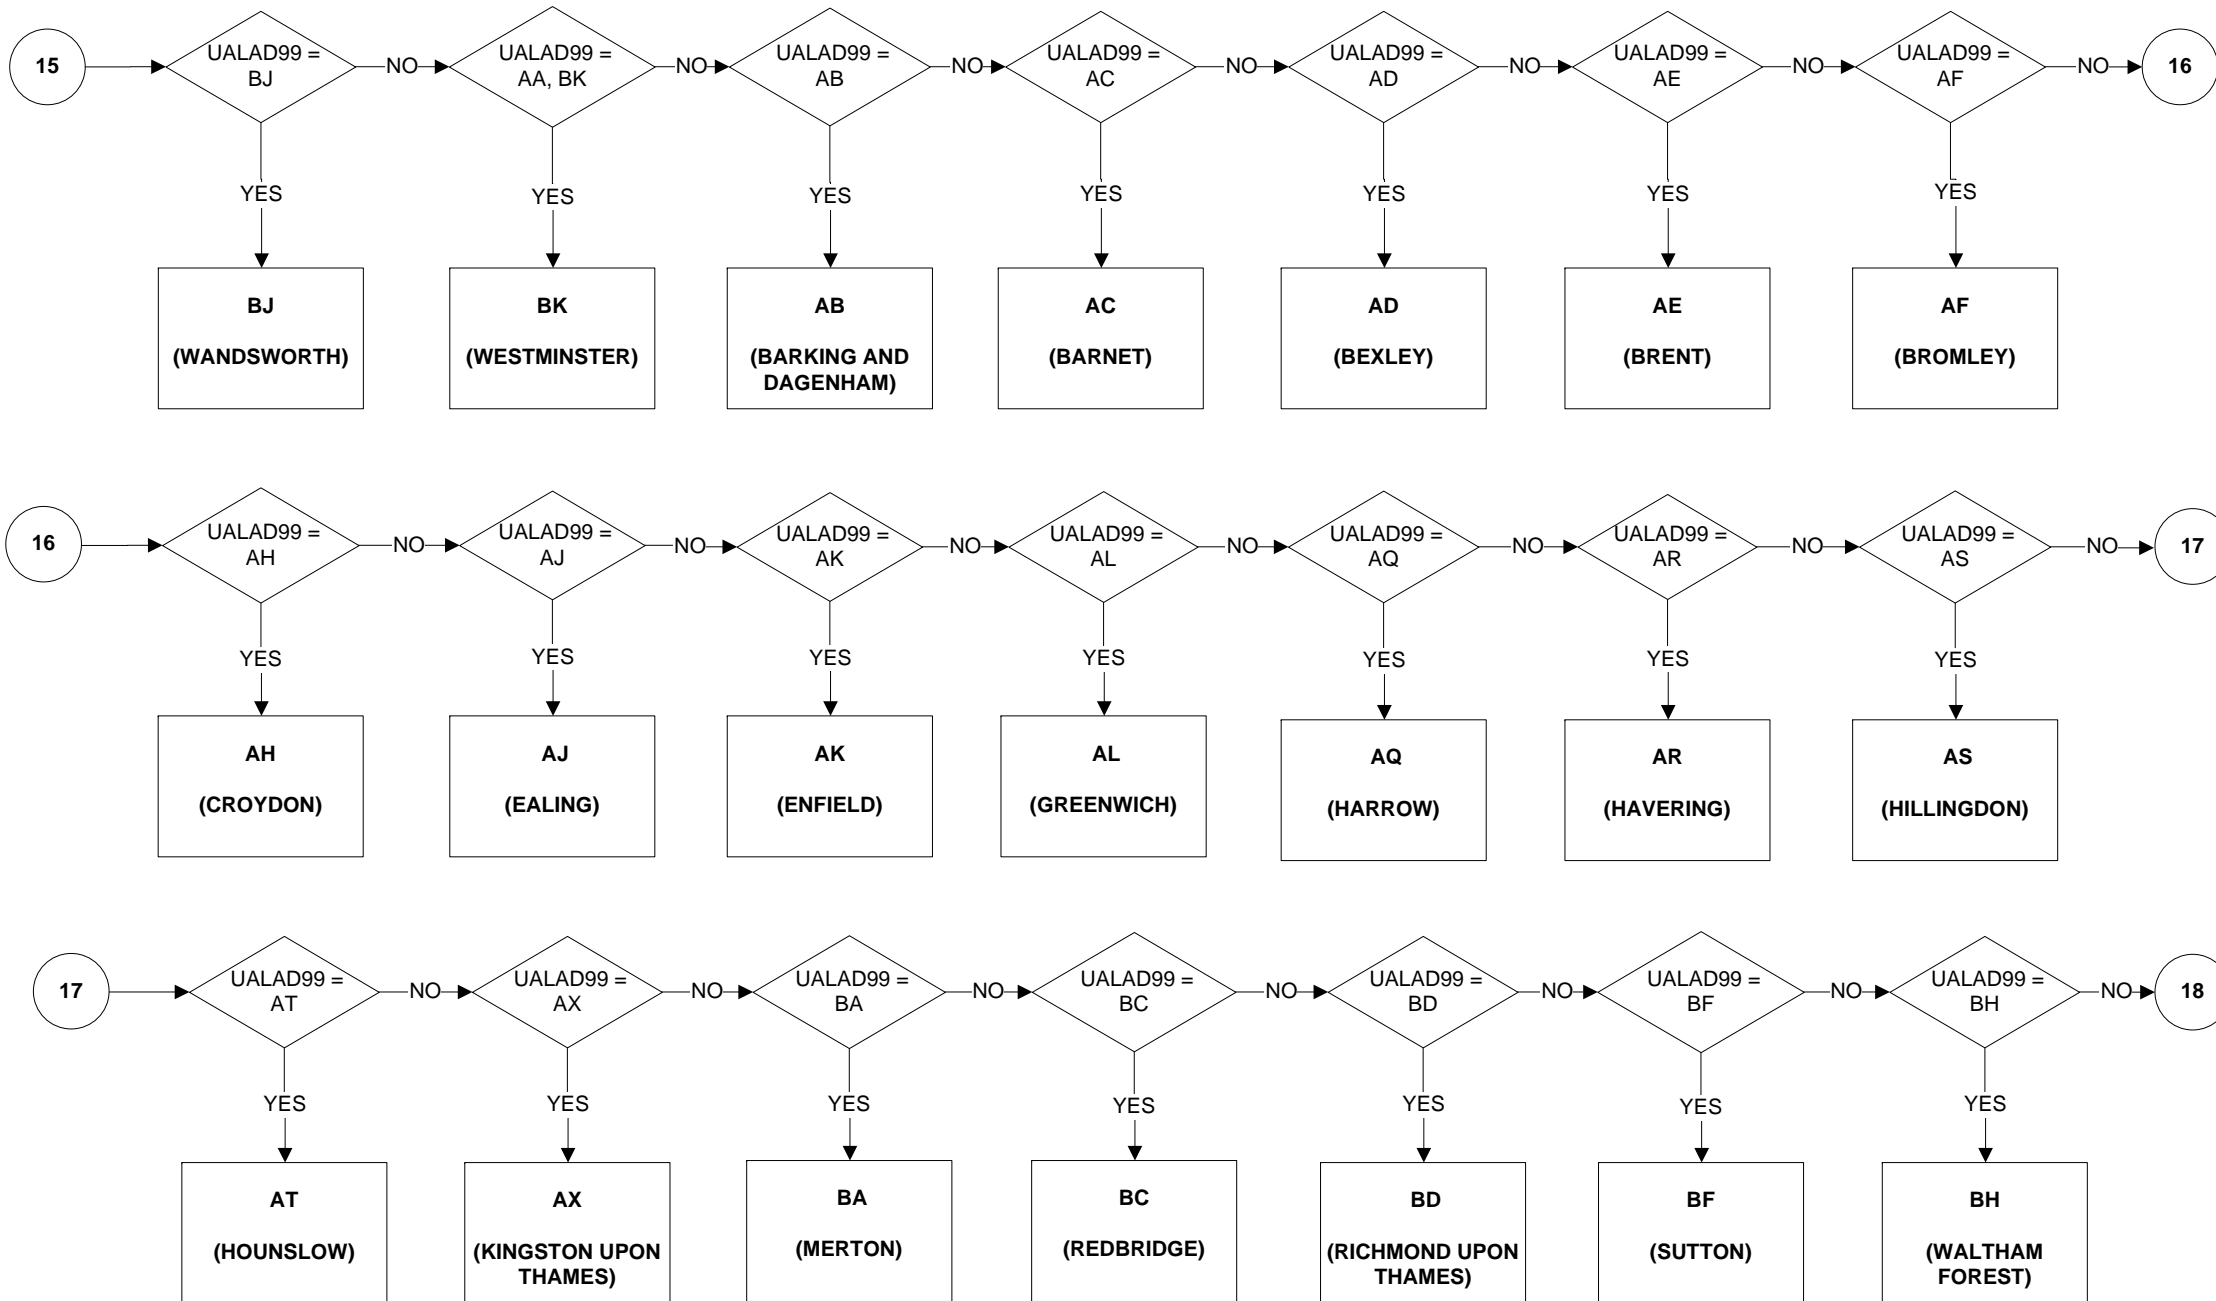 15
UALAD99 =
BJ
NO
UALAD99 =
AA, BK
NO
UALAD99 =
AB
NO
UALAD99 =
AC
NO
UALAD99 =
AD
NO
UALAD99 =
AE
NO
UALAD99 =
AF
NO
16
YES
YES
YES
YES
YES
YES
YES
BJ
(WANDSWORTH)
BK
(WESTMINSTER)
AB
(BARKING AND
DAGENHAM)
AC
(BARNET)
AD
(BEXLEY)
AE
(BRENT)
AF
(BROMLEY)
16
UALAD99 =
AH
NO
UALAD99 =
AJ
NO
UALAD99 =
AK
NO
UALAD99 =
AL
NO
UALAD99 =
AQ
NO
UALAD99 =
AR
NO
UALAD99 =
AS
NO
17
YES
YES
YES
YES
YES
YES
YES
AH
(CROYDON)
AJ
(EALING)
AK
(ENFIELD)
AL
(GREENWICH)
AQ
(HARROW)
AR
(HAVERING)
AS
(HILLINGDON)
17
UALAD99 =
AT
NO
UALAD99 =
AX
NO
UALAD99 =
BA
NO
UALAD99 =
BC
NO
UALAD99 =
BD
NO
UALAD99 =
BF
NO
UALAD99 =
BH
NO
18
YES
YES
YES
YES
YES
YES
YES
AT
(HOUNSLOW)
AX
(KINGSTON UPON
THAMES)
BA
(MERTON)
BC
(REDBRIDGE)
BD
(RICHMOND UPON
THAMES)
BF
(SUTTON)
BH
(WALTHAM
FOREST)